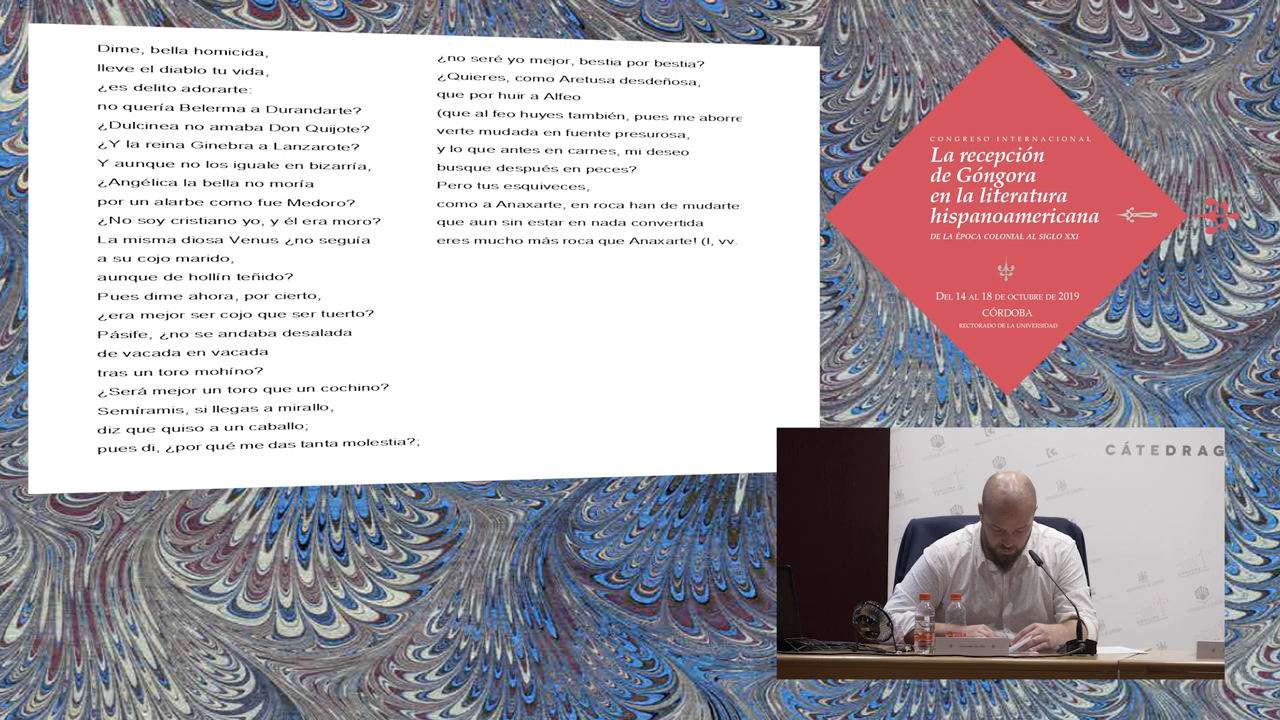 Dime, bella homicida,
lleve el diablo tu vida,
¿es delito adorarte:
no quería Belerma a Durandarte?
¿Dulcinea no amaba Don Quijote?
¿Y la reina Ginebra a Lanzarote?
Y aunque no los iguale en bizarría,
¿Angélica la bella no moría
por un alarbe como fue Medoro?
¿No soy cristiano yo, y él era moro?
La misma diosa Venus ¿no seguía
a su cojo marido,
aunque de hollín teñido?
Pues dime ahora, por cierto,
¿era mejor ser cojo que ser tuerto?
Pásife, ¿no se andaba desalada
de vacada en vacada
tras un toro mohíno?
¿Será mejor un toro que un cochino?
Semíramis, si llegas a mirallo,
diz que quiso a un caballo;
pues di, ¿por qué me das tanta molestia?;
¿no seré yo mejor, bestia por bestia?
¿Quieres, como Aretusa desdeñosa,
que por huir a Alfeo
(que al feo huyes también, pues me aborre
verte mudada en fuente presurosa,
y lo que antes en carnes, mi deseo
busque después en peces?
Pero tus esquiveces,
como a Anaxarte, en roca han de mudarte
que aun sin estar en nada convertida
eres mucho más roca que Anaxarte! (I, vv.
CONGRESO INTERNACIONAL
La recepción
de Góngora
en la literatura
hispanoamericana
DE LA ÉPOCA COLONIAL AL SIGLO XXI
DEL 14 AL 18 DE OCTUBRE DE 2019
CÓRDOBA
RECTORADO DE LA UNIVERSIDAD
CÁTEDRAG